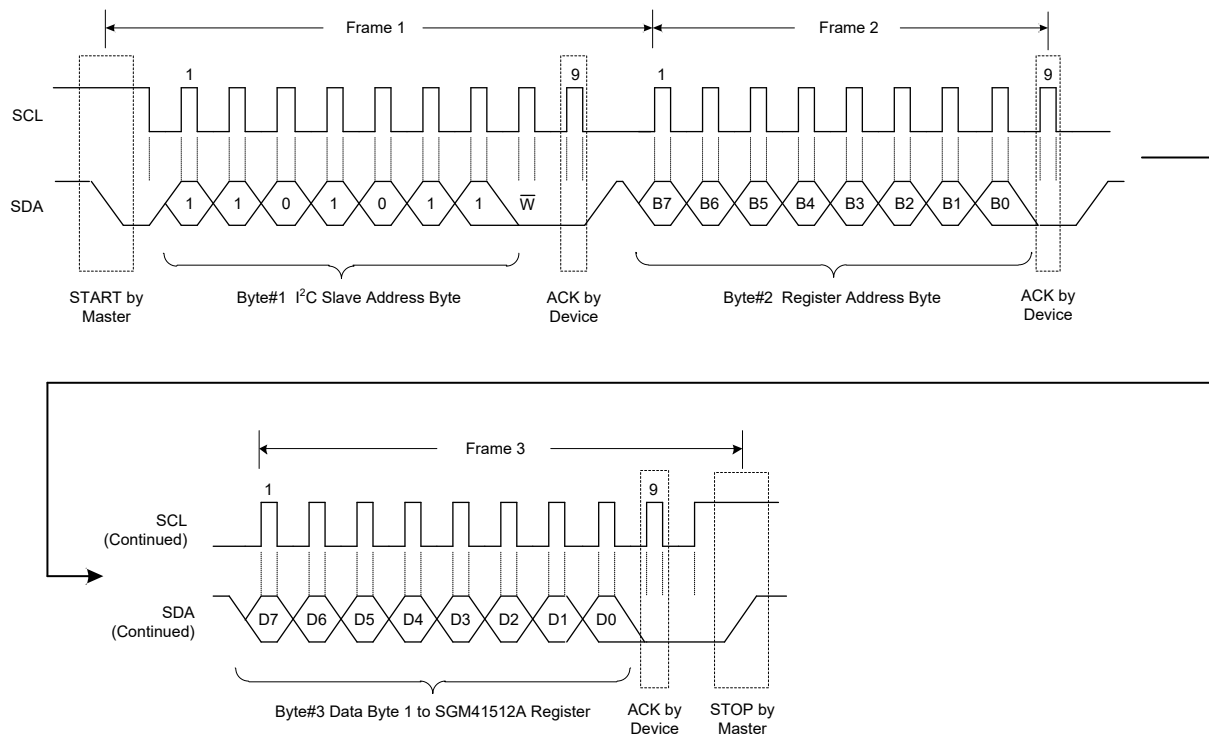 Frame 1
Frame 2
1
9
1
9
SCL
SDA
1 1 0 1 0 1 1 W̅
B7 B6 B5 B4 B3 B2 B1 B0
START by
Master
Byte#1 I²C Slave Address Byte
ACK by
Device
Byte#2 Register Address Byte
ACK by
Device
Frame 3
1
9
SCL
(Continued)
SDA
(Continued)
D7 D6 D5 D4 D3 D2 D1 D0
Byte#3 Data Byte 1 to SGM41512A Register
ACK by
Device
STOP by
Master